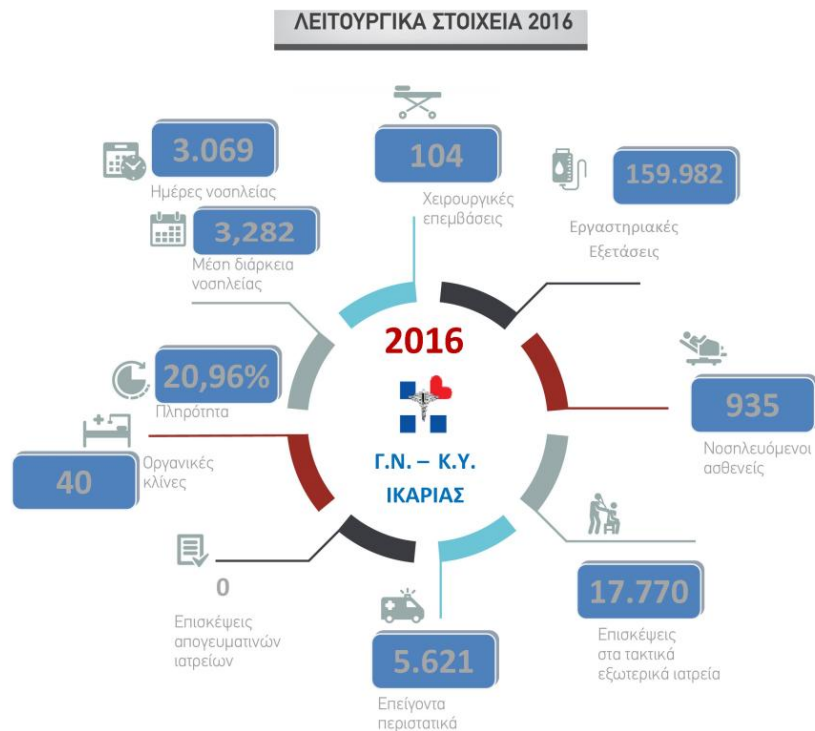 ΛΕΙΤΟΥΡΓΙΚΑ ΣΤΟΙΧΕΙΑ 2016
3.069
Ημέρες νοσηλείας
3,282
Μέση διάρκεια
νοσηλείας
104
Χειρουργικές
επεμβάσεις
159.982
Εργαστηριακές
Εξετάσεις
20,96%
Πληρότητα
40
Οργανικές
κλίνες
2016
Γ.Ν. – Κ.Υ.
ΙΚΑΡΙΑΣ
935
Νοσηλευόμενοι
ασθενείς
0
Επισκέψεις
απογευματινών
ιατρείων
5.621
Επείγοντα
περιστατικά
17.770
Επισκέψεις
στα τακτικά
εξωτερικά ιατρεία